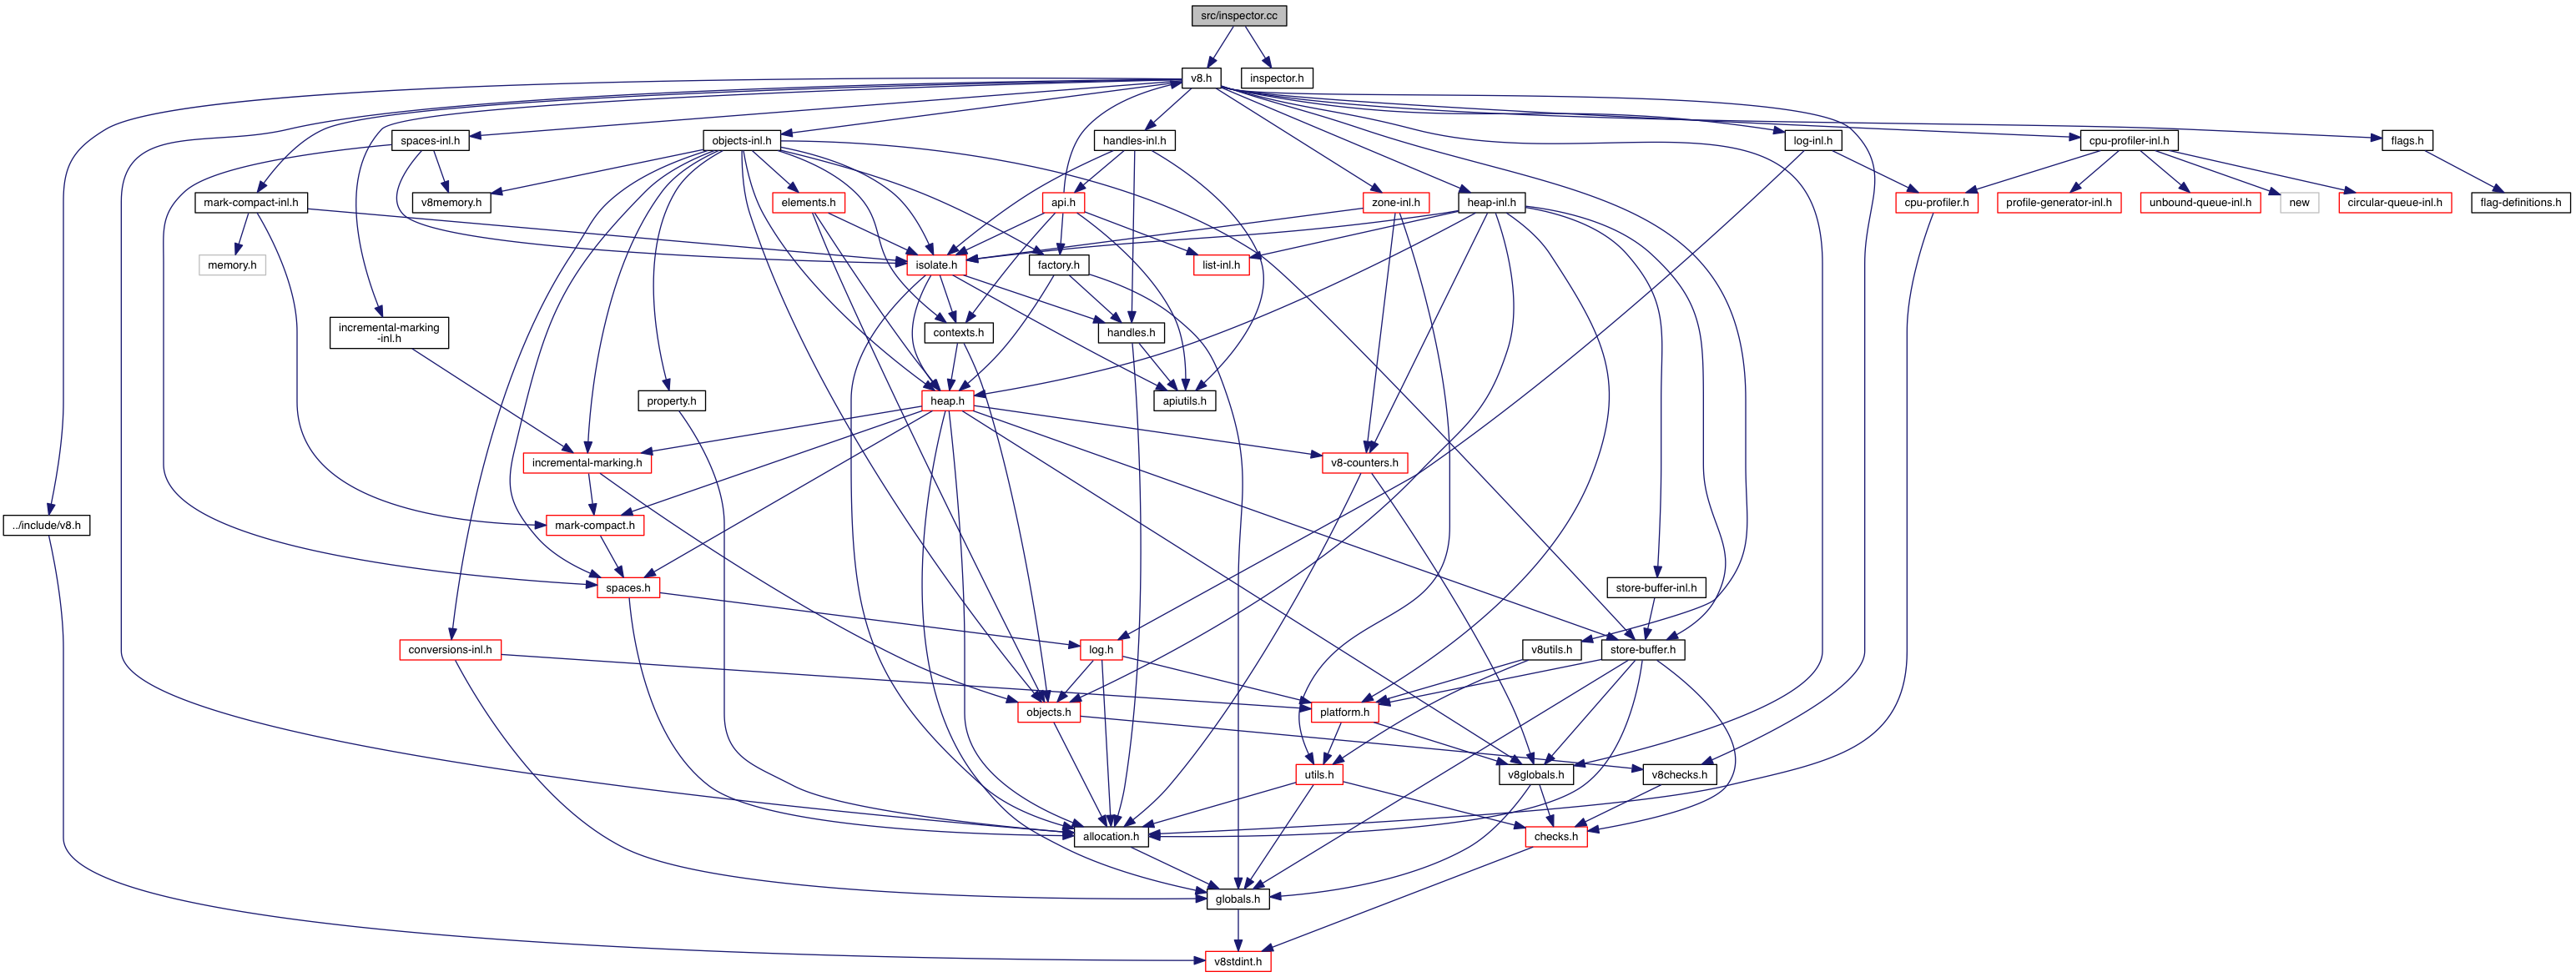 src/inspector.cc
v8.h
inspector.h
spaces-inl.h
objects-inl.h
handles-inl.h
log-inl.h
cpu-profiler-inl.h
flags.h
mark-compact-inl.h
v8memory.h
elements.h
api.h
zone-inl.h
heap-inl.h
cpu-profiler.h
profile-generator-inl.h
unbound-queue-inl.h
new
circular-queue-inl.h
flag-definitions.h
memory.h
isolate.h
factory.h
list-inl.h
incremental-marking
-inl.h
contexts.h
handles.h
property.h
heap.h
apiutils.h
incremental-marking.h
v8-counters.h
../include/v8.h
mark-compact.h
spaces.h
store-buffer-inl.h
conversions-inl.h
log.h
v8utils.h
store-buffer.h
objects.h
platform.h
utils.h
v8globals.h
v8checks.h
allocation.h
checks.h
globals.h
v8stdint.h